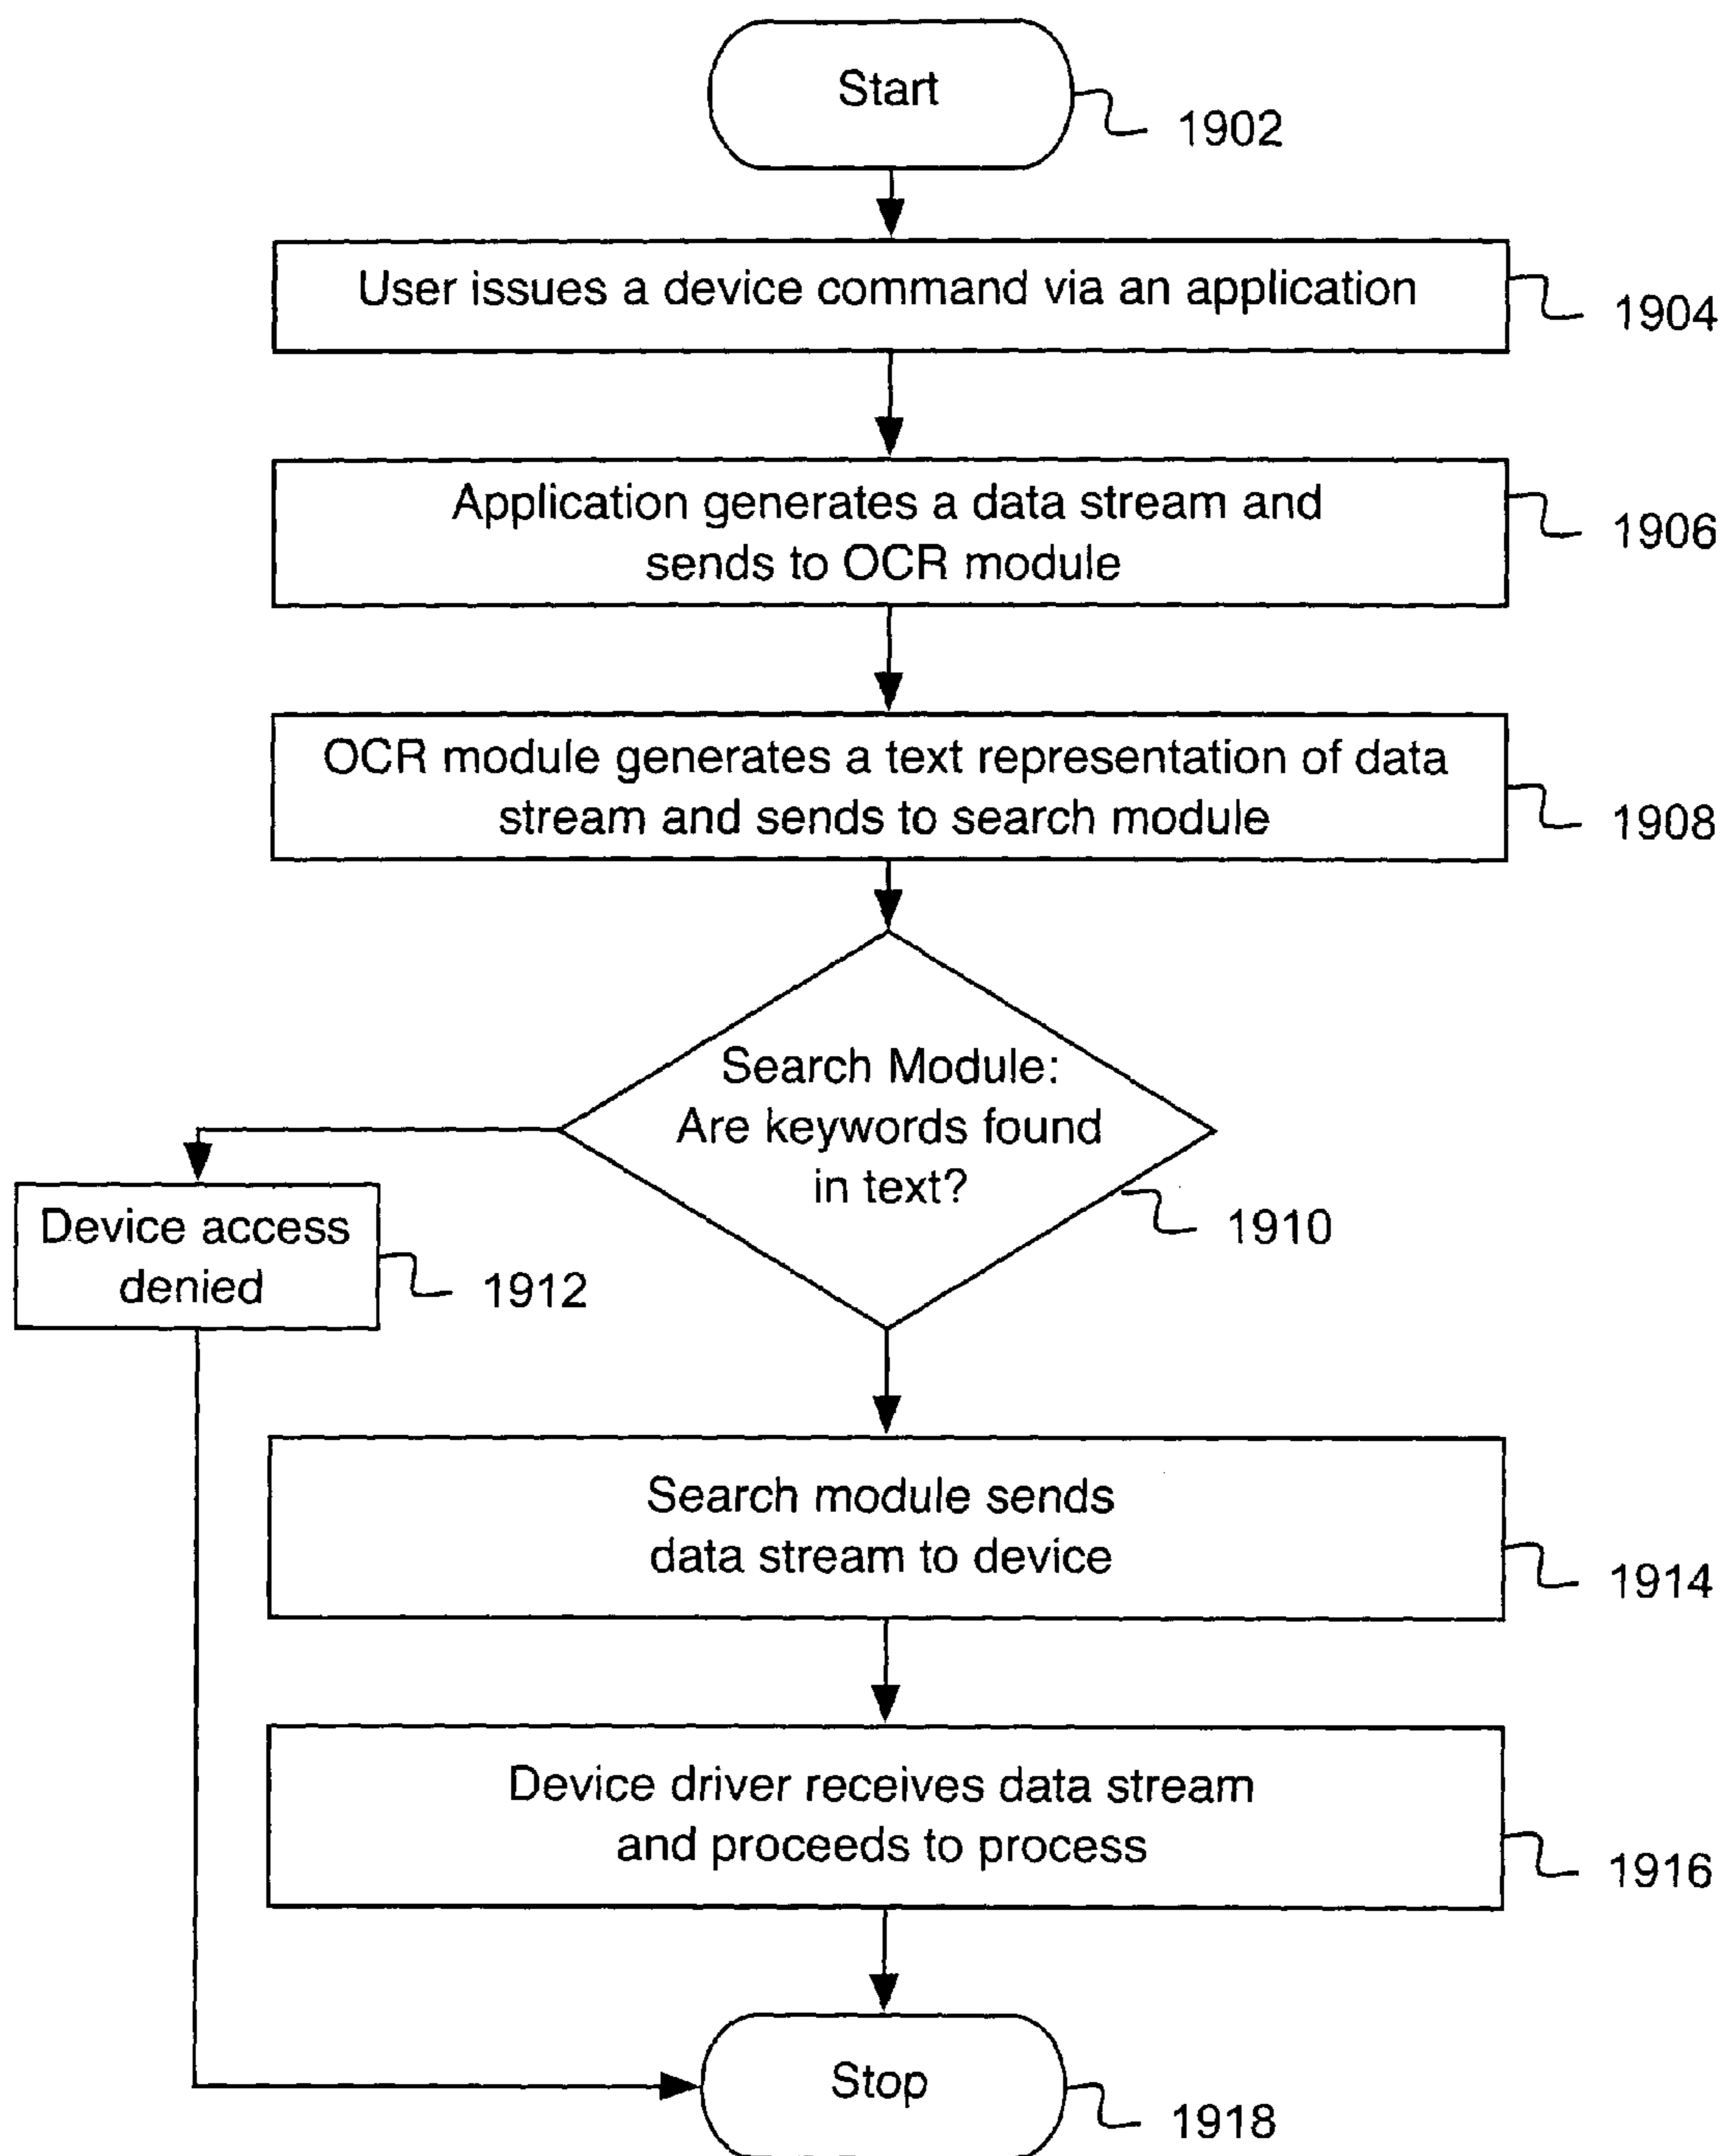 Start
1902
User issues a device command via an application
1904
Application generates a data stream and
sends to OCR module
1906
OCR module generates a text representation of data
stream and sends to search module
1908
Search Module:
Are keywords found
in text?
1910
Device access
denied
1912
Search module sends
data stream to device
1914
Device driver receives data stream
and proceeds to process
1916
Stop
1918